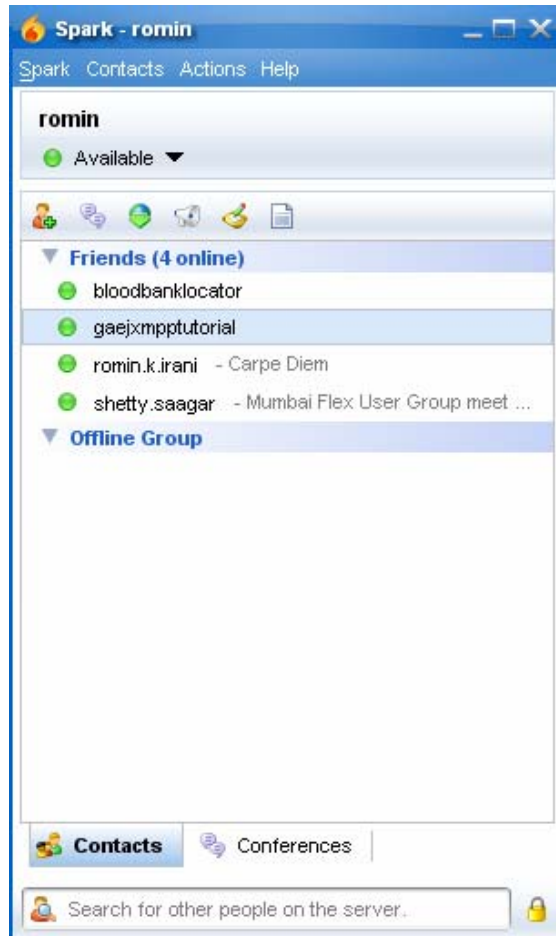 Spark - romin
Spark Contacts Actions Help
romin
Available
Friends (4 online)
bloodbanklocator
gaejxmpptutorial
romin.k.irani - Carpe Diem
shetty.saagar - Mumbai Flex User Group meet ...
Offline Group
Contacts Conferences
Search for other people on the server.